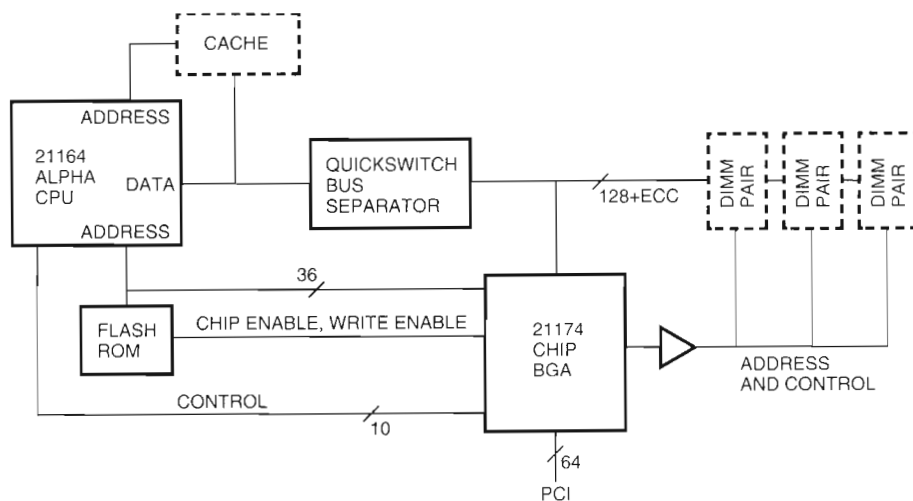 CACHE
ADDRESS
21164
ALPHA
CPU
DATA
ADDRESS
QUICKSWITCH
BUS
SEPARATOR
128+ECC
DIMM
PAIR
DIMM
PAIR
DIMM
PAIR
36
FLASH
ROM
CHIP ENABLE, WRITE ENABLE
21174
CHIP
BGA
ADDRESS
AND CONTROL
CONTROL
10
64
PCI